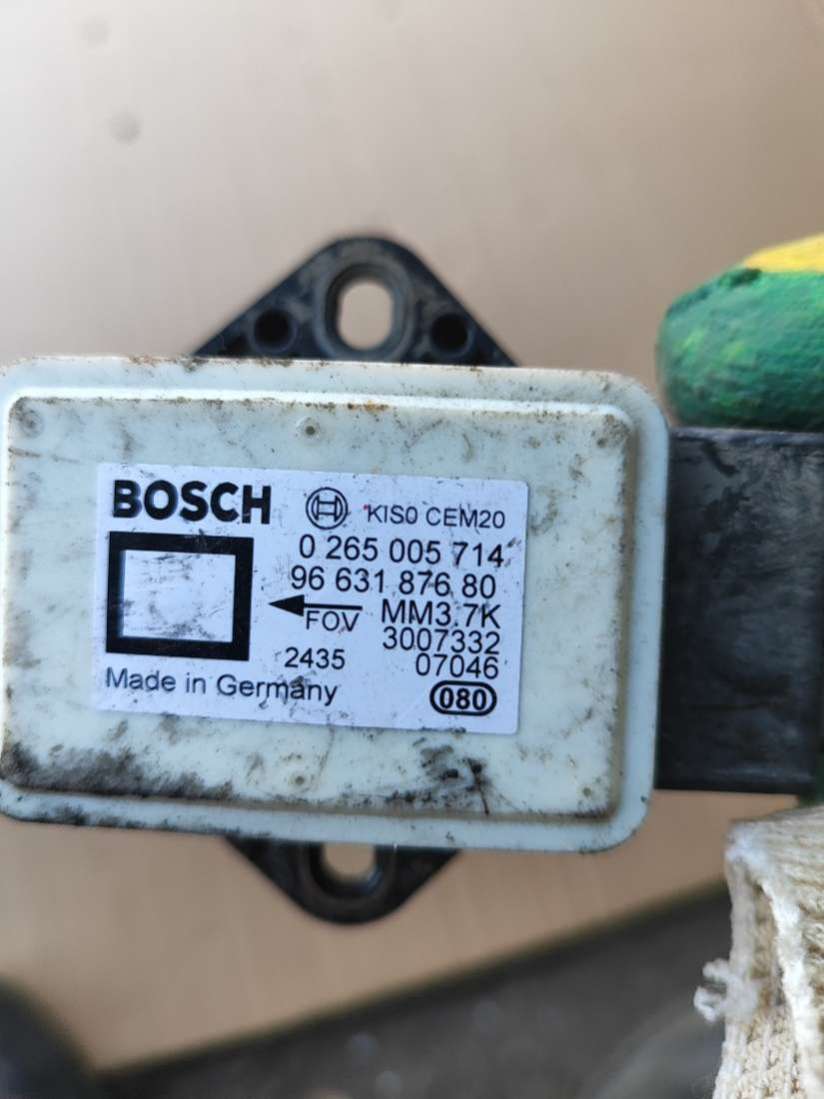 BOSCH KIS0 CEM20
0 265 005 714
96 631 876 80
FOV MM3.7K
3007332
2435 07046
Made in Germany 080